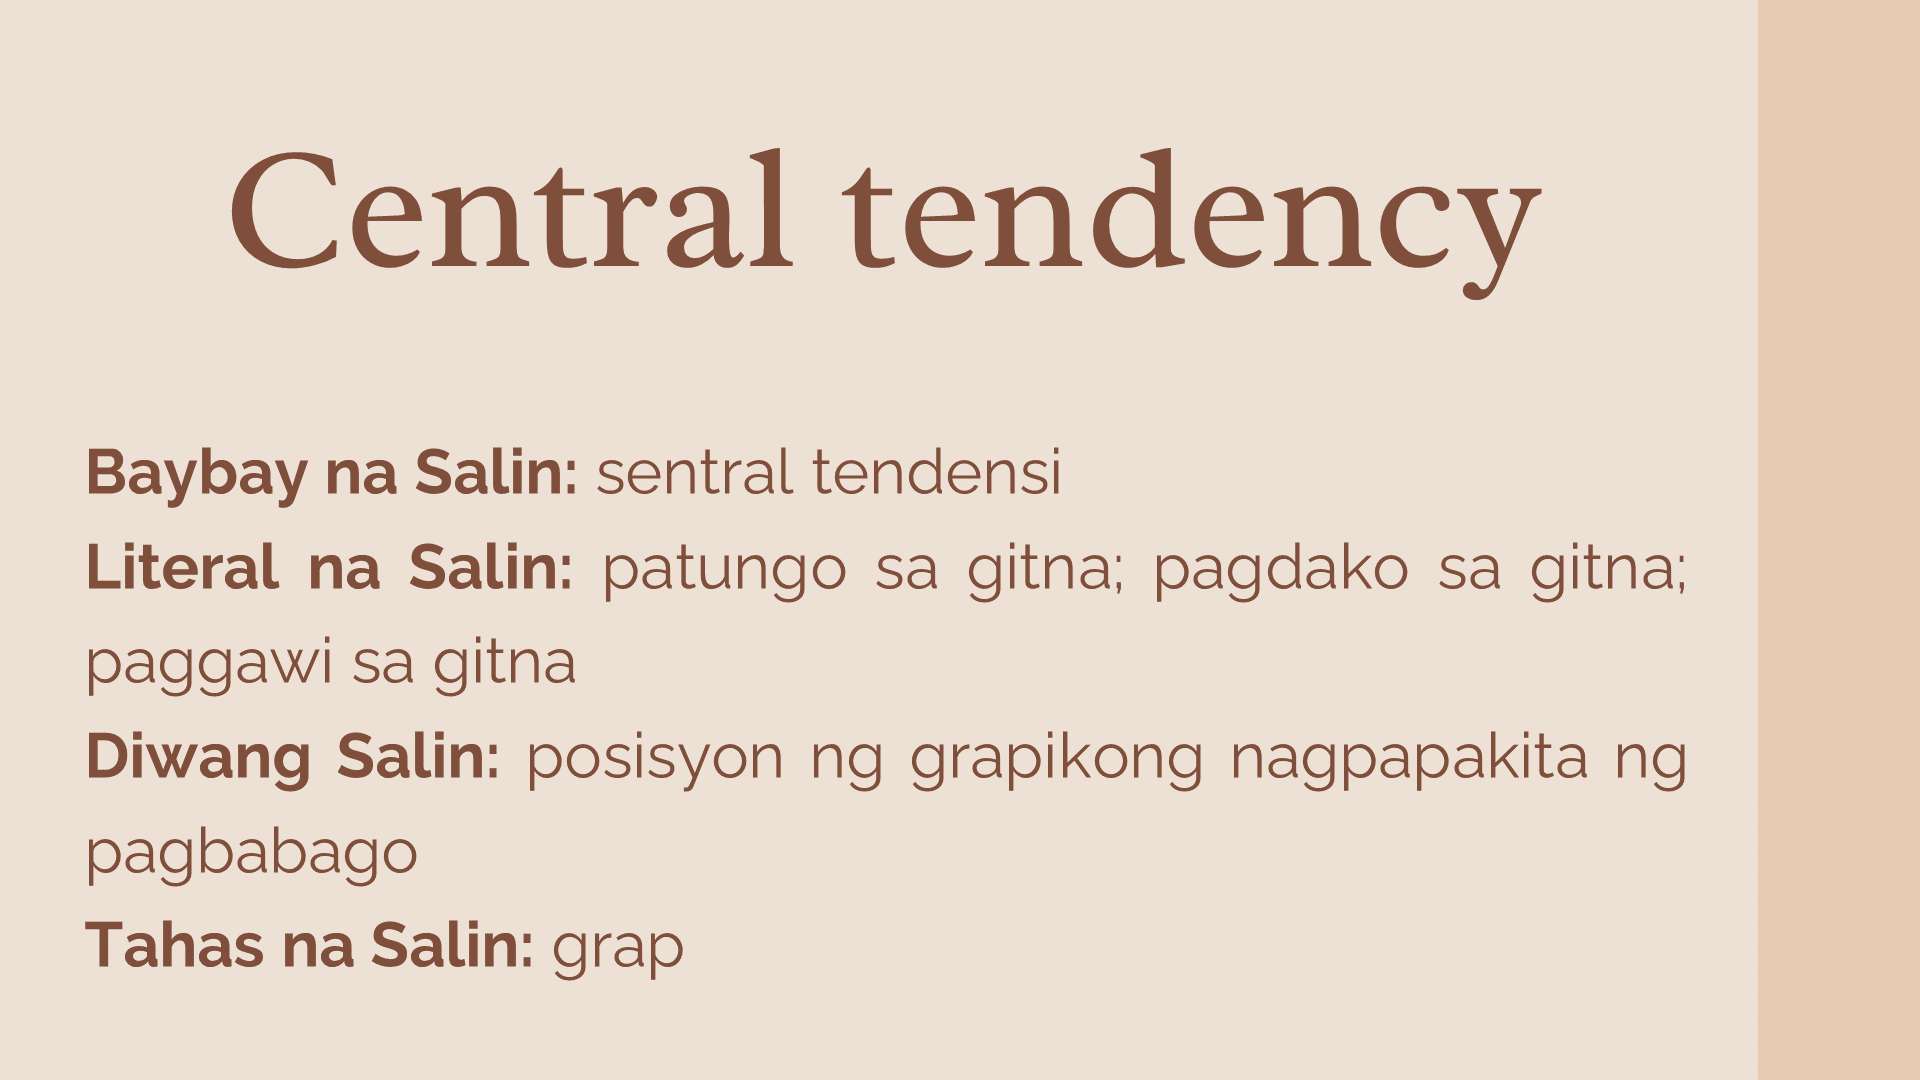 Central tendency
Baybay na Salin: sentral tendensi
Literal na Salin: patungo sa gitna; pagdako sa gitna;
paggawi sa gitna
Diwang Salin: posisyon ng grapikong nagpapakita ng
pagbabago
Tahas na Salin: grap